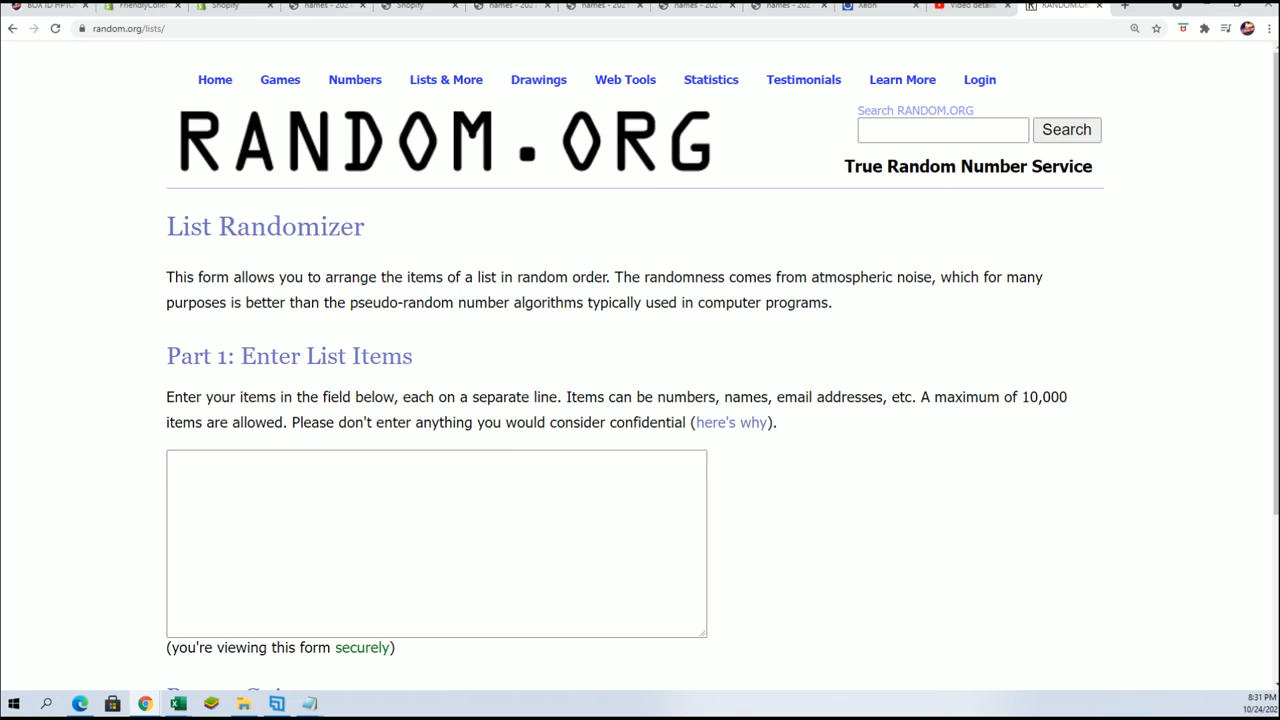 Shopify
names - 202
Shopify
names - 202
names - 202
names - 202
names - 202
Xeon
Video detail
RANDOM.OR
random.org/lists/
Home Games Numbers Lists & More Drawings Web Tools Statistics Testimonials Learn More Login
RANDOM.ORG
Search RANDOM.ORG
Search
True Random Number Service
List Randomizer
This form allows you to arrange the items of a list in random order. The randomness comes from atmospheric noise, which for many
purposes is better than the pseudo-random number algorithms typically used in computer programs.
Part 1: Enter List Items
Enter your items in the field below, each on a separate line. Items can be numbers, names, email addresses, etc. A maximum of 10,000
items are allowed. Please don't enter anything you would consider confidential (here's why).
(you're viewing this form securely)
8:31 PM
10/24/202